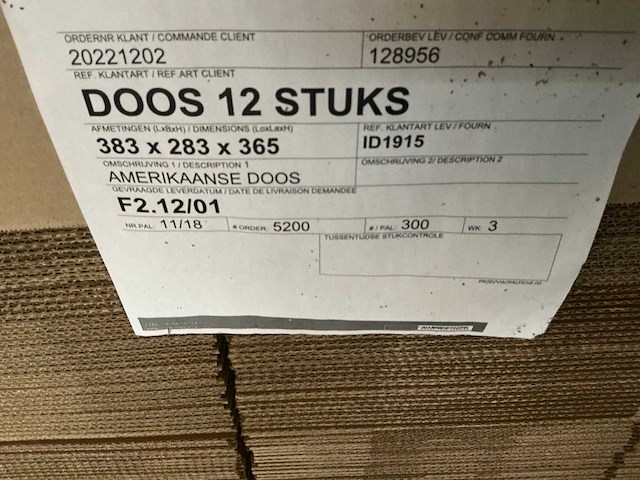 ORDERNR KLANT / COMMANDE CLIENT
20221202
ORDERBEV LEV / CONF COMM FOURN
128956
REF. KLANTART / REF.ART CLIENT
DOOS 12 STUKS
AFMETINGEN (LxBxH) / DIMENSIONS (LoxLaxH)
383 x 283 x 365
REF. KLANTART LEV / FOURN
ID1915
OMSCHRIJVING 1 / DESCRIPTION 1
AMERIKAANSE DOOS
OMSCHRIJVING 2/ DESCRIPTION 2
GEVRAAGDE LEVERDATUM / DATE DE LIVRAISON DEMANDEE
F2.12/01
NR PAL: 11/18 # ORDER: 5200 # / PAL: 300 WK: 3
TUSSENTIJDSE STUKCONTROLE